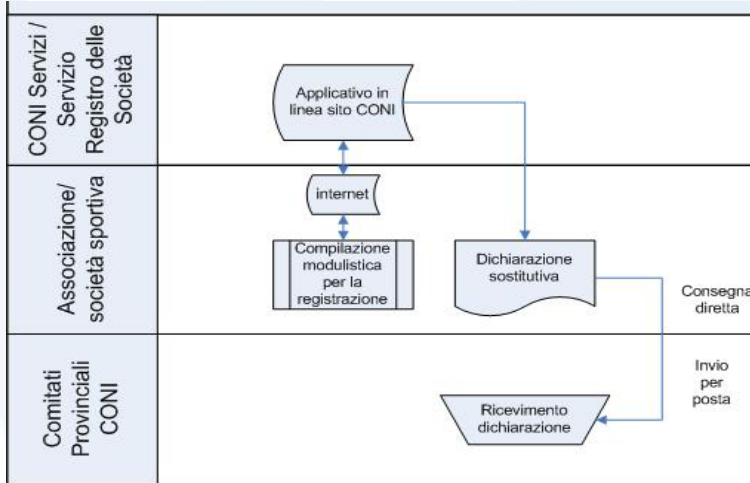 CONI Servizi /
Servizio
Registro delle
Società
Applicativo in
linea sito CONI
Associazione/
società sportiva
internet
Compilazione
modulistica
per la
registrazione
Dichiarazione
sostitutiva
Consegna
diretta
Comitati
Provinciali
CONI
Ricevimento
dichiarazione
Invio
per
posta